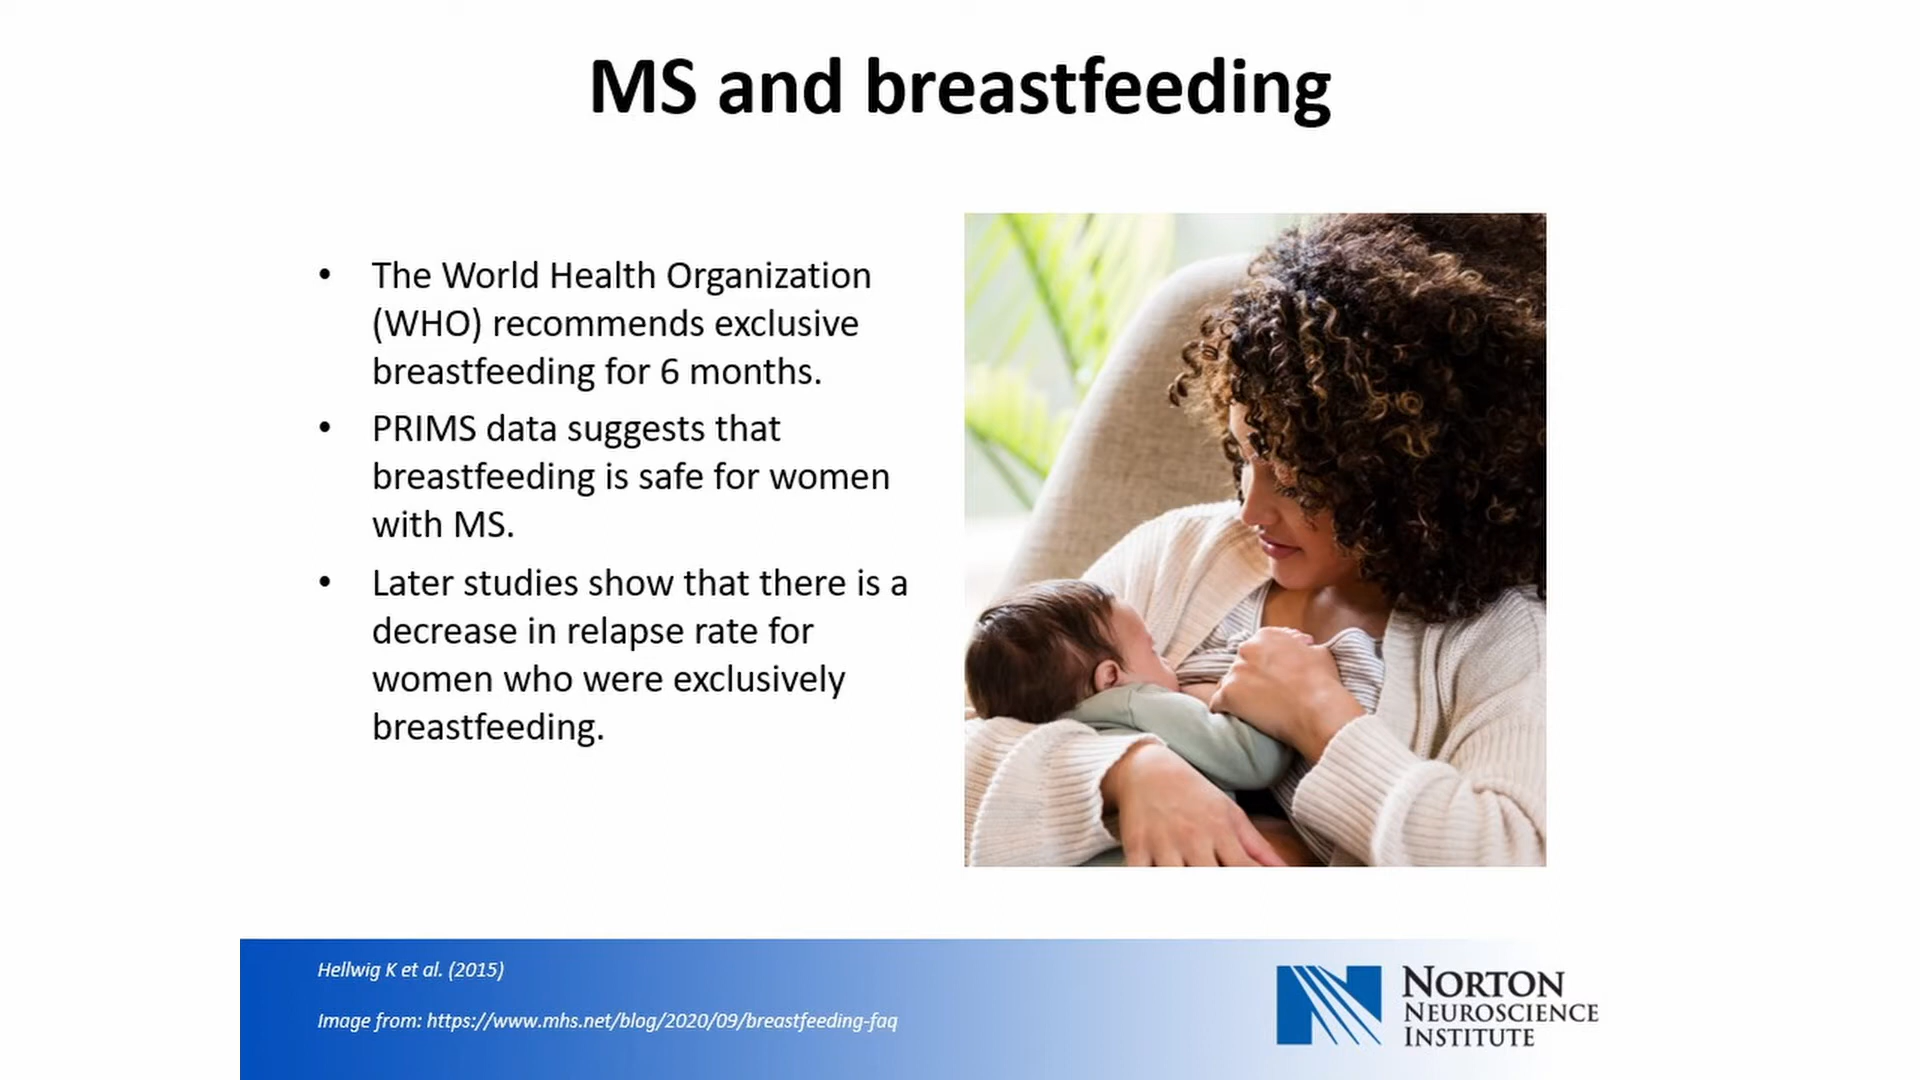 MS and breastfeeding
• The World Health Organization
(WHO) recommends exclusive
breastfeeding for 6 months.
• PRIMS data suggests that
breastfeeding is safe for women
with MS.
• Later studies show that there is a
decrease in relapse rate for
women who were exclusively
breastfeeding.
Hellwig K et al. (2015)
Image from: https://www.mhs.net/blog/2020/09/breastfeeding-faq
NORTON
NEUROSCIENCE
INSTITUTE